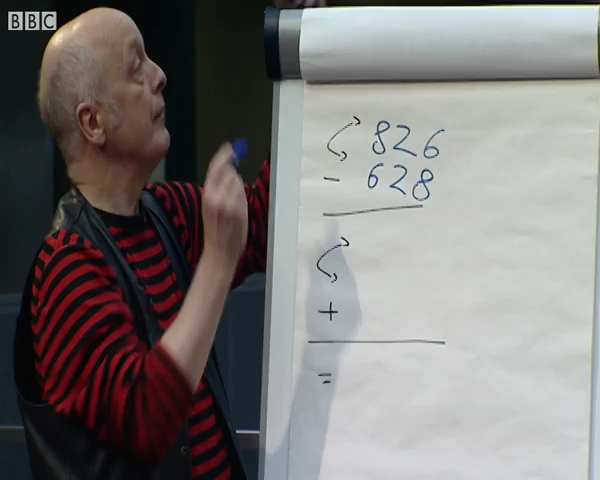 BBC
826
- 628
+
=